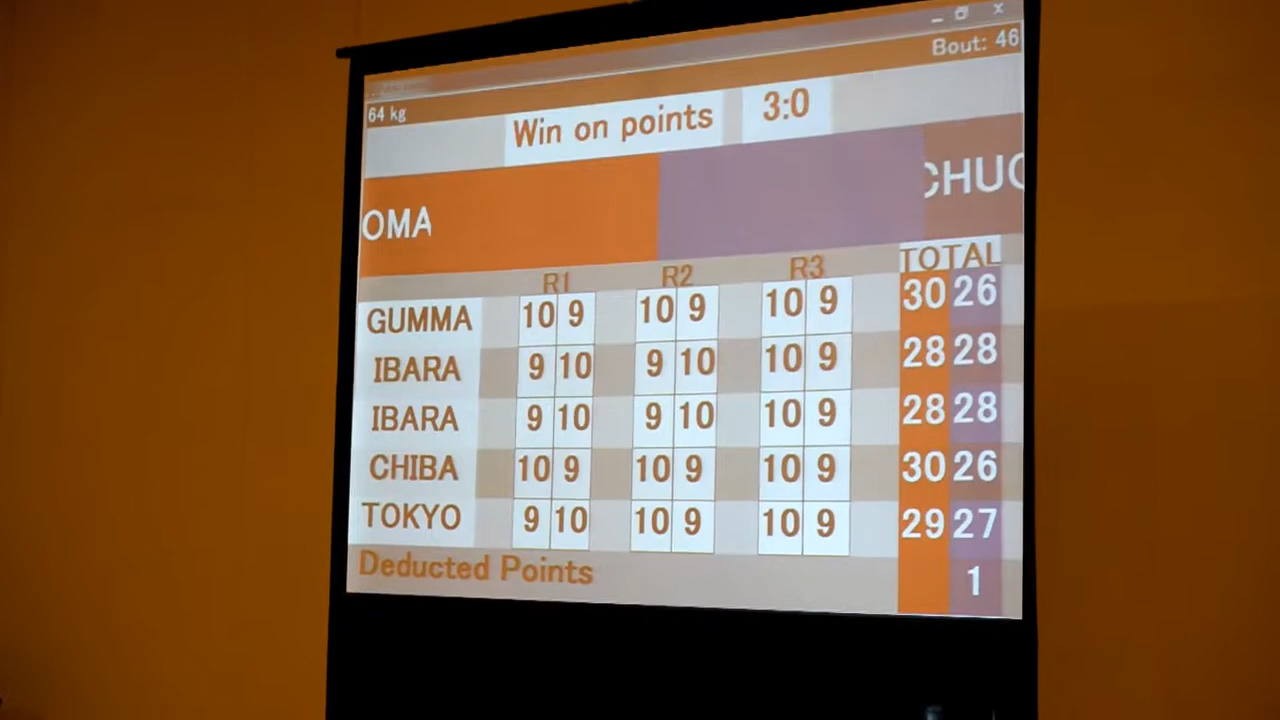 Bout: 46
64 kg
Win on points 3:0
OMA CHUO
R1 R2 R3 TOTAL
GUMMA 10 9 10 9 10 9 30 26
IBARA 9 10 9 10 10 9 28 28
IBARA 9 10 9 10 10 9 28 28
CHIBA 10 9 10 9 10 9 30 26
TOKYO 9 10 10 9 10 9 29 27
Deducted Points 1